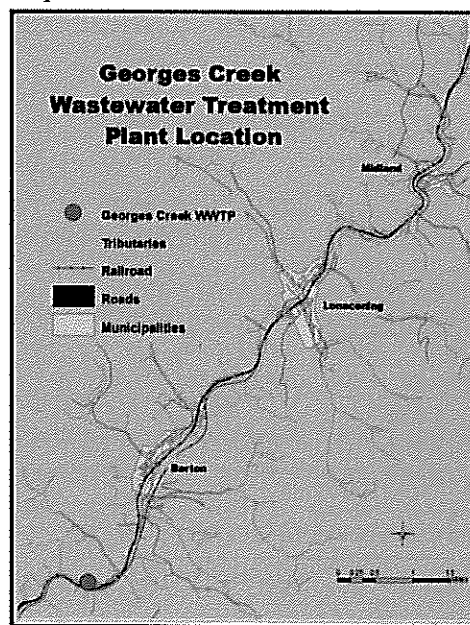 Georges Creek
Wastewater Treatment
Plant Location
Midland
Georges Creek WWTP
Tributaries
Railroad
Roads
Municipalities
Lonaconing
Barton